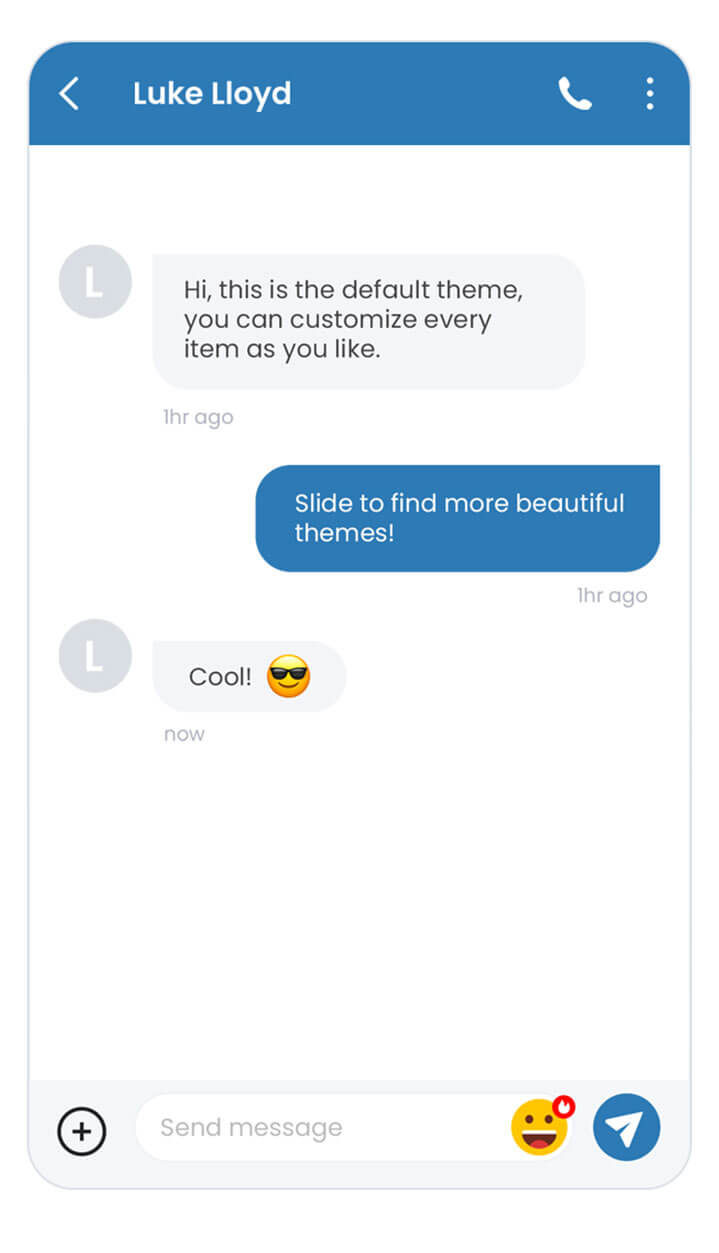 Luke Lloyd
L
Hi, this is the default theme,
you can customize every
item as you like.
1hr ago
Slide to find more beautiful
themes!
1hr ago
L
Cool! 😎
now
Send message